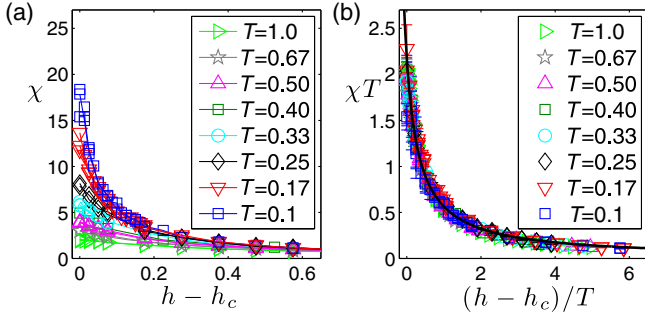 (a)
χ
25
20
15
10
5
0
0
0.2
0.4
0.6
h − h_c
T=1.0
T=0.67
T=0.50
T=0.40
T=0.33
T=0.25
T=0.17
T=0.1
(b)
χT
2.5
2
1.5
1
0.5
0
0
2
4
6
(h − h_c)/T
T=1.0
T=0.67
T=0.50
T=0.40
T=0.33
T=0.25
T=0.17
T=0.1